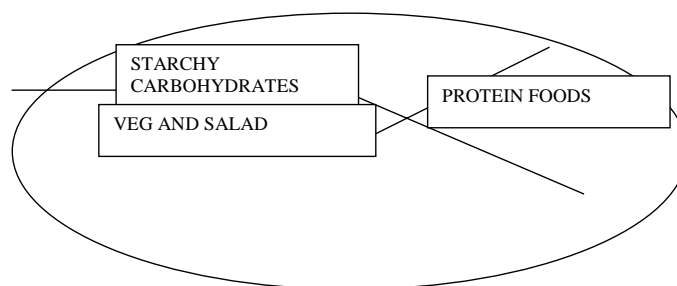 STARCHY
CARBOHYDRATES
VEG AND SALAD
PROTEIN FOODS